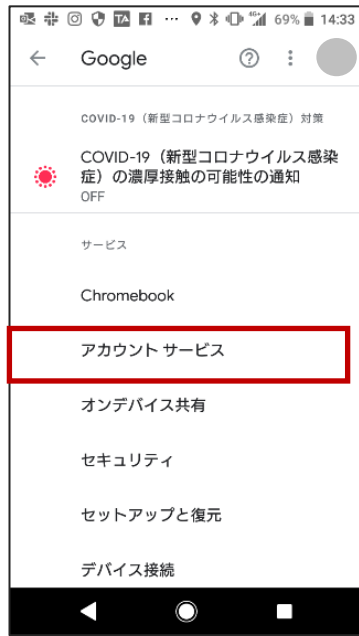 TA 4G 69% 14:33
Google
COVID-19（新型コロナウイルス感染症）対策
COVID-19（新型コロナウイルス感染
症）の濃厚接触の可能性の通知
OFF
サービス
Chromebook
アカウント サービス
オンデバイス共有
セキュリティ
セットアップと復元
デバイス接続